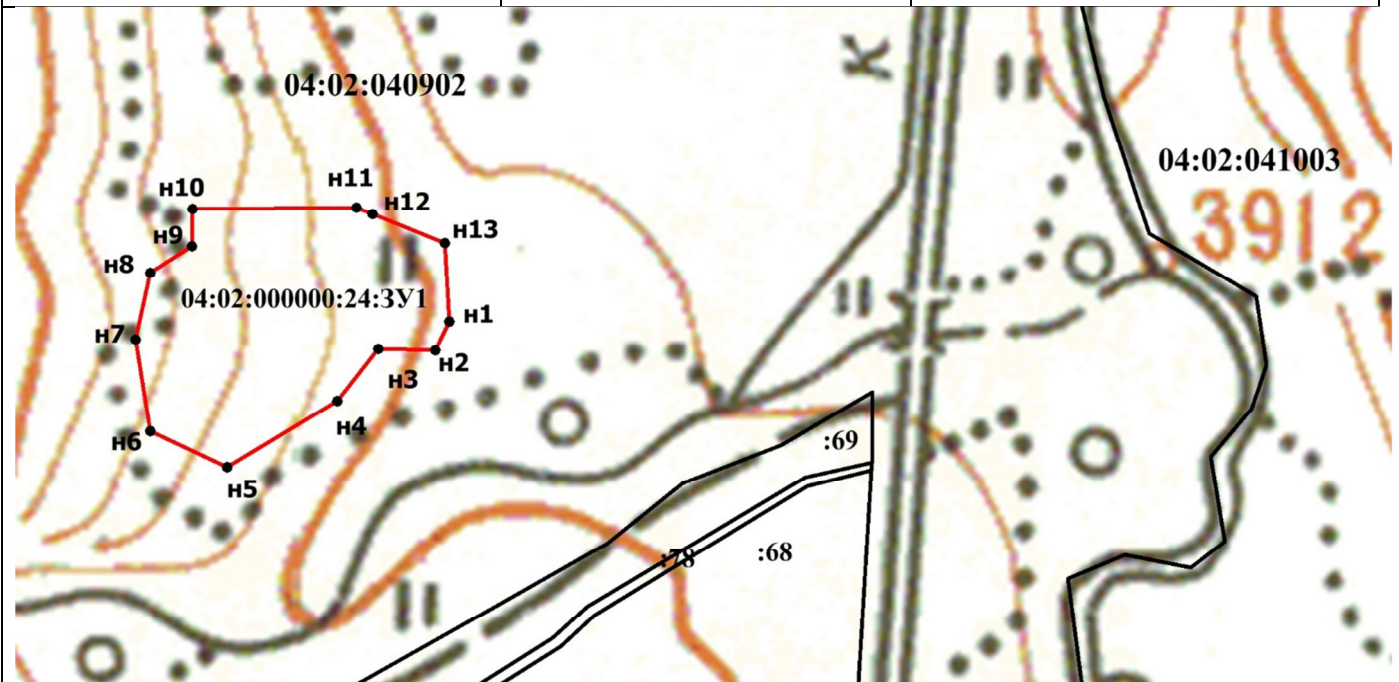 К
04:02:040902
04:02:041003
н10
н11
н12
3912
н13
н9
н8
04:02:000000:24:ЗУ1
н1
н7
н2
н3
н4
н6
:69
н5
:78
:68